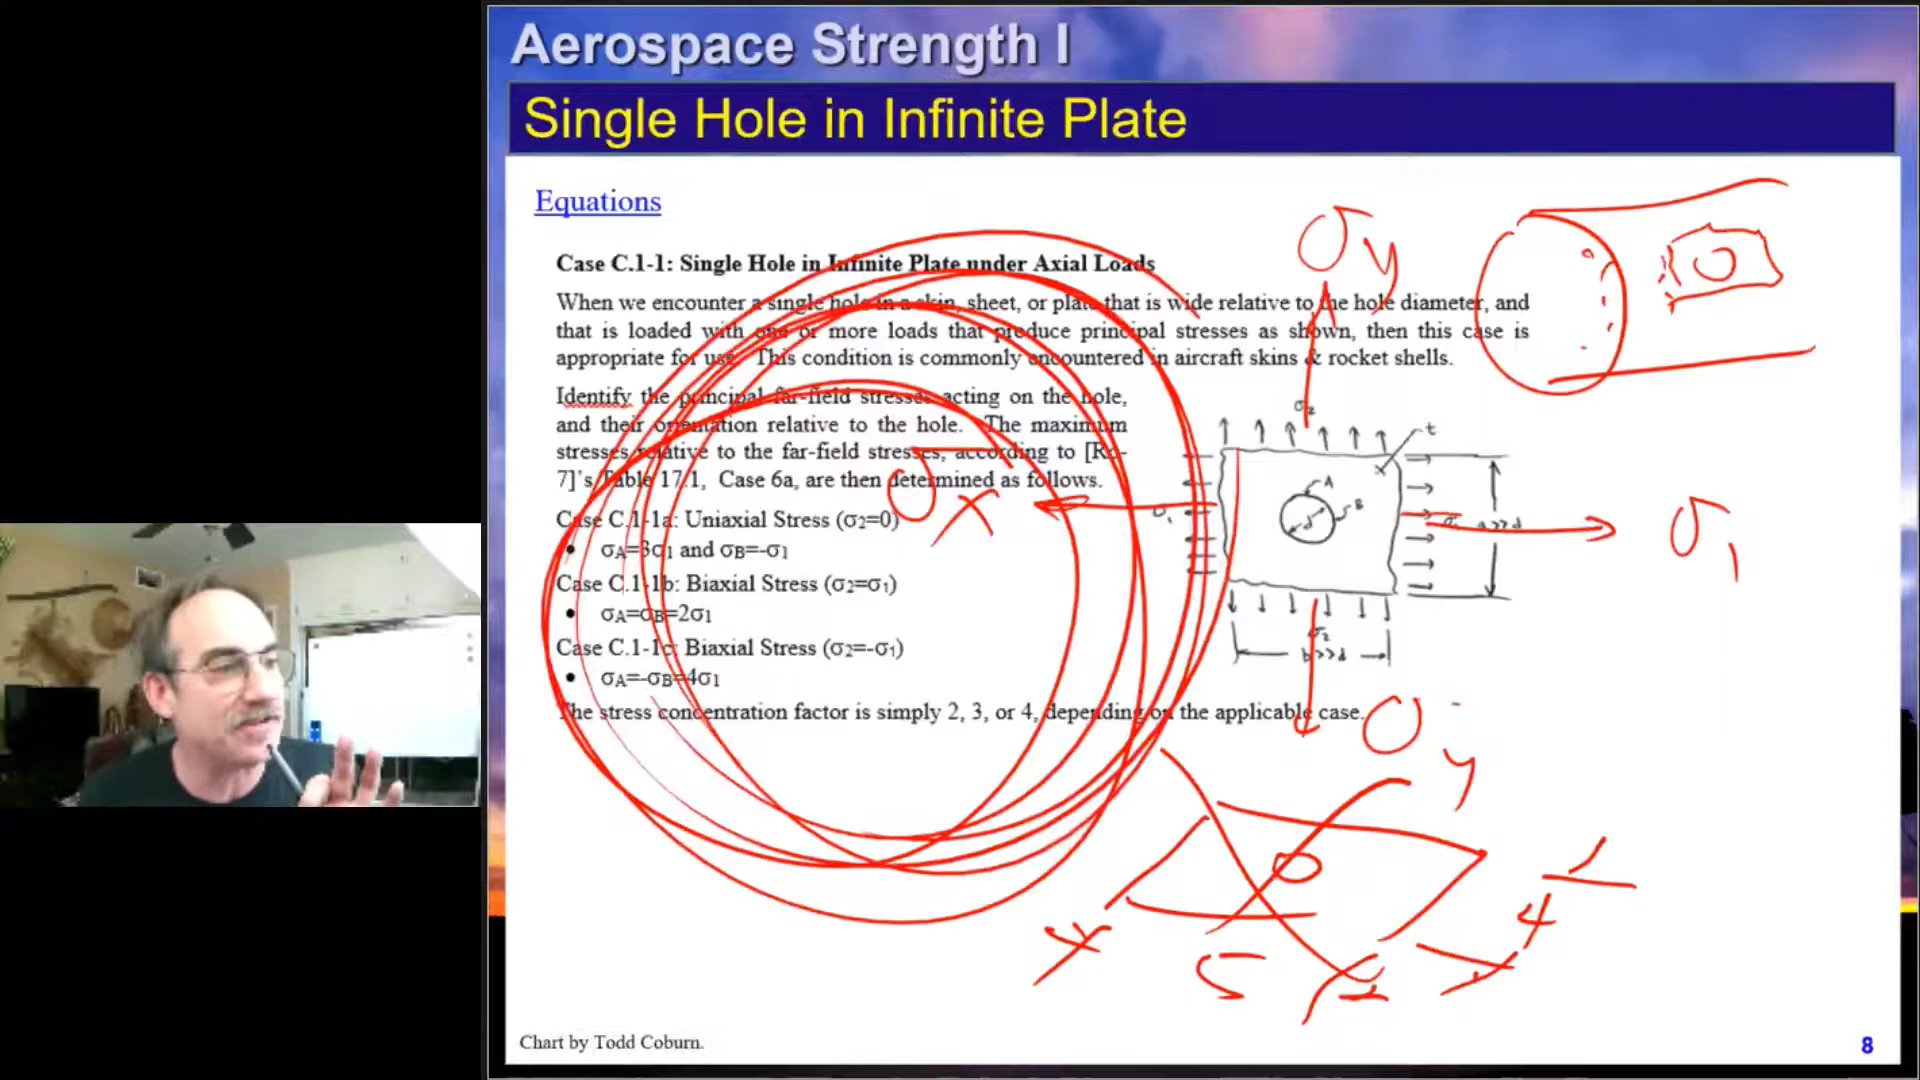 Aerospace Strength I
Single Hole in Infinite Plate
Equations
Case C.1-1: Single Hole in Infinite Plate under Axial Loads
When we encounter a single hole in a skin, sheet, or plate that is wide relative to the hole diameter, and
that is loaded with one or more loads that produce principal stresses as shown, then this case is
appropriate for use. This condition is commonly encountered in aircraft skins & rocket shells.
Identify the principal far-field stresses acting on the hole,
and their orientation relative to the hole. The maximum
stresses relative to the far-field stresses, according to [Ro-
7]'s Table 17.1, Case 6a, are then determined as follows.
Case C.1-1a: Uniaxial Stress (σ2=0)
• σA=3σ1 and σB=-σ1
Case C.1-1b: Biaxial Stress (σ2=σ1)
• σA=σB=2σ1
Case C.1-1c: Biaxial Stress (σ2=-σ1)
• σA=-σB=4σ1
The stress concentration factor is simply 2, 3, or 4, depending on the applicable case.
σy
σ2
t
A
B
d
σ1
σx
σ1
σ2
b>>d
σy
Chart by Todd Coburn.
8